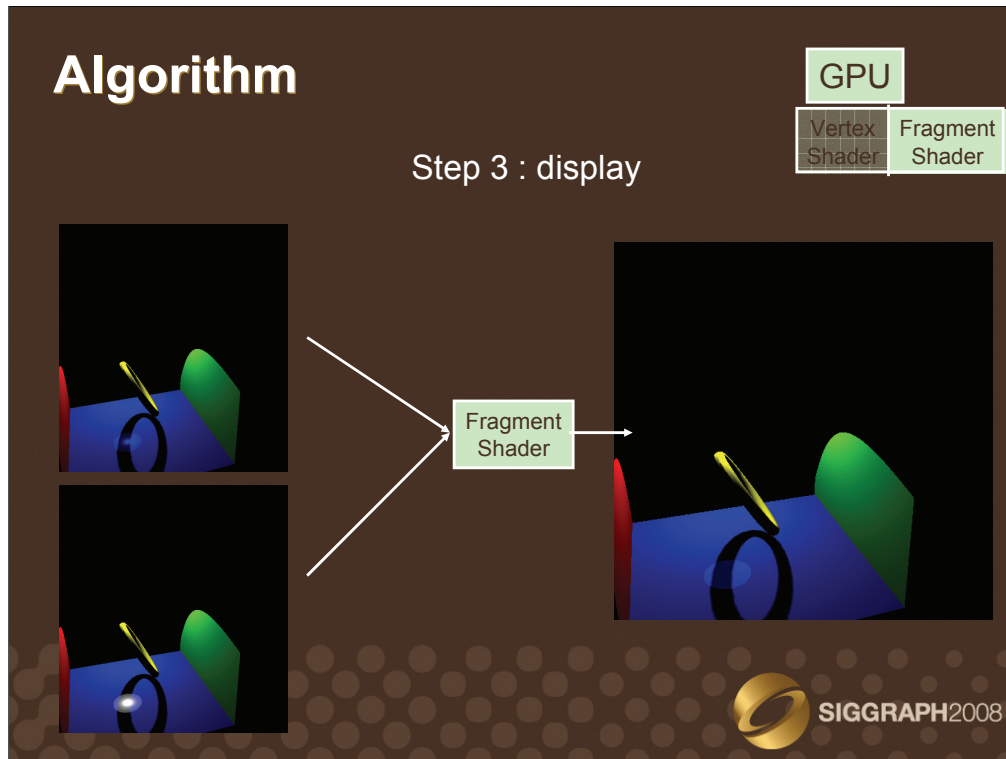 Algorithm
GPU
Vertex
Shader
Fragment
Shader
Step 3 : display
Fragment
Shader
SIGGRAPH2008